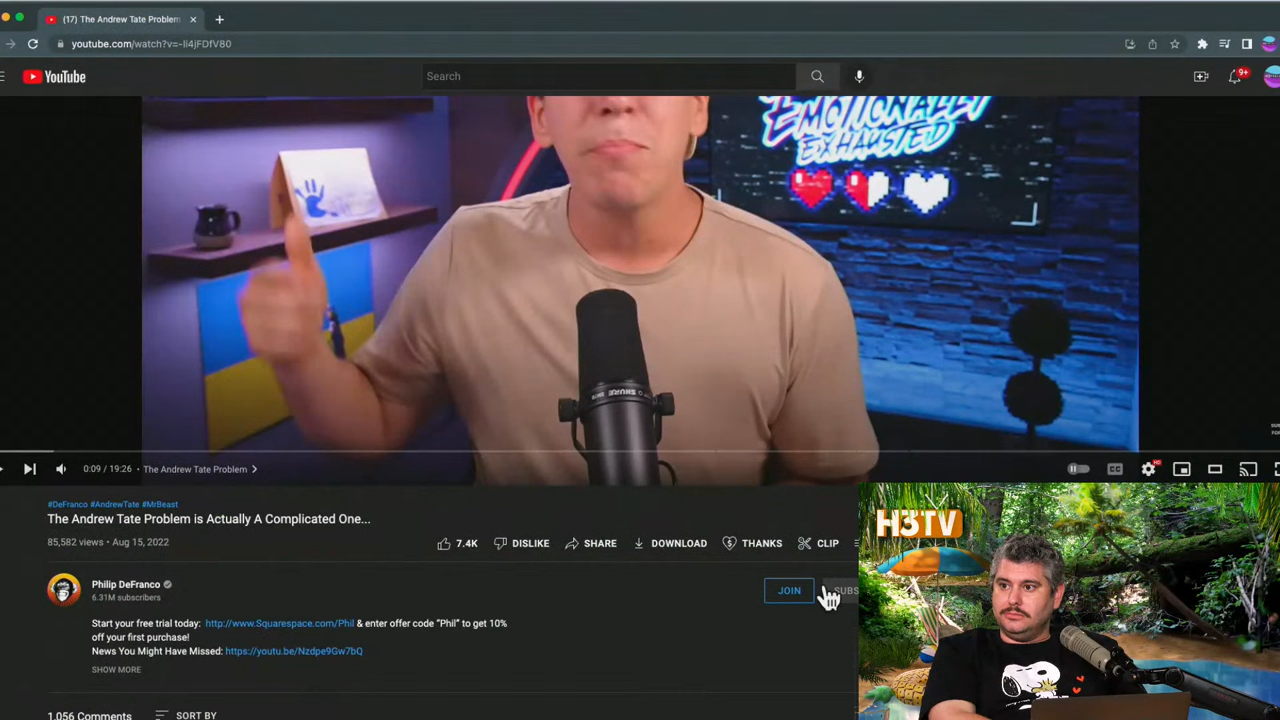 (17) The Andrew Tate Problem
youtube.com/watch?v=-li4jFDfV80
YouTube
Search
9+
EMOTIONALLY
EXHAUSTED
SHURE
0:09 / 19:26 • The Andrew Tate Problem >
#DeFranco #AndrewTate #MrBeast
The Andrew Tate Problem is Actually A Complicated One...
85,582 views • Aug 15, 2022
7.4K DISLIKE SHARE DOWNLOAD THANKS CLIP
Philip DeFranco
6.31M subscribers
JOIN
Start your free trial today: http://www.Squarespace.com/Phil & enter offer code “Phil” to get 10%
off your first purchase!
News You Might Have Missed: https://youtu.be/Nzdpe9Gw7bQ
SHOW MORE
1,056 Comments SORT BY
H3TV